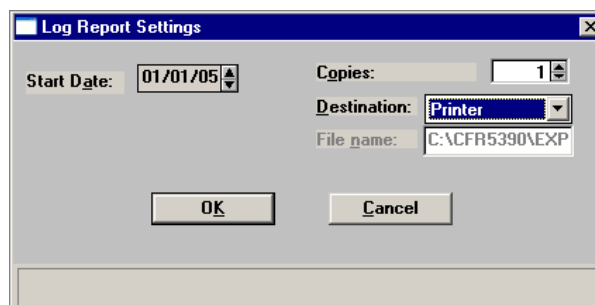 Log Report Settings
Start Date: 01/01/05
Copies: 1
Destination: Printer
File name: C:\CFR5390\EXP
OK Cancel